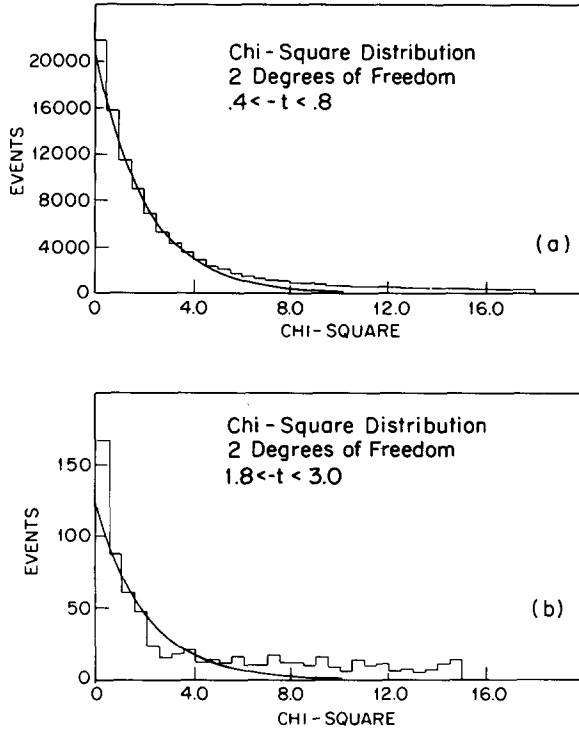 Chi-Square Distribution
2 Degrees of Freedom
.4< -t < .8
20000
16000
12000
8000
4000
0
EVENTS
(a)
0 4.0 8.0 12.0 16.0
CHI-SQUARE
Chi-Square Distribution
2 Degrees of Freedom
1.8<-t < 3.0
150
100
50
0
EVENTS
(b)
0 4.0 8.0 12.0 16.0
CHI-SQUARE